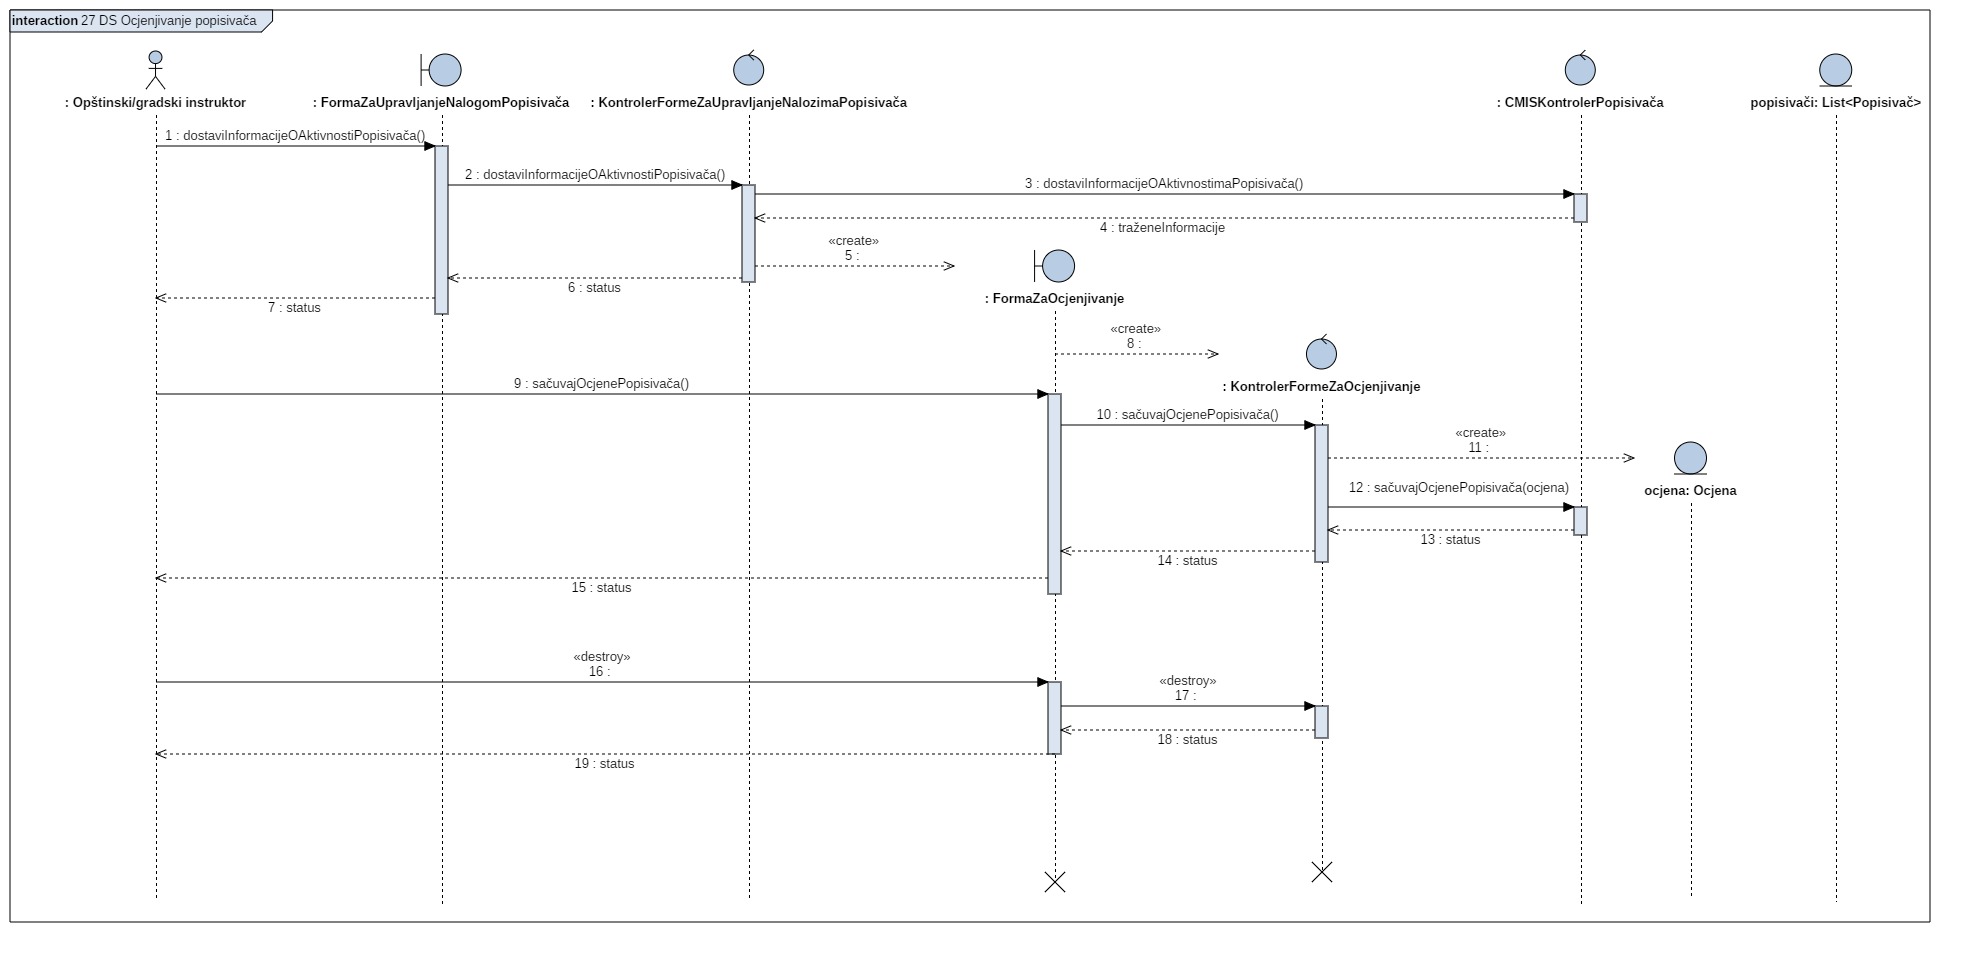 interaction 27 DS Ocjenjivanje popisivača
: Opštinski/gradski instruktor
: FormaZaUpravljanjeNalogomPopisivača
: KontrolerFormeZaUpravljanjeNalozimaPopisivača
: CMISKontrolerPopisivača
popisivači: List<Popisivač>
1 : dostaviInformacijeOAktivnostiPopisivača()
2 : dostaviInformacijeOAktivnostiPopisivača()
3 : dostaviInformacijeOAktivnostimaPopisivača()
4 : traženeInformacije
«create»
5 :
6 : status
: FormaZaOcjenjivanje
7 : status
«create»
8 :
9 : sačuvajOcjenePopisivača()
: KontrolerFormeZaOcjenjivanje
10 : sačuvajOcjenePopisivača()
«create»
11 :
12 : sačuvajOcjenePopisivača(ocjena)
ocjena: Ocjena
13 : status
14 : status
15 : status
«destroy»
16 :
«destroy»
17 :
18 : status
19 : status